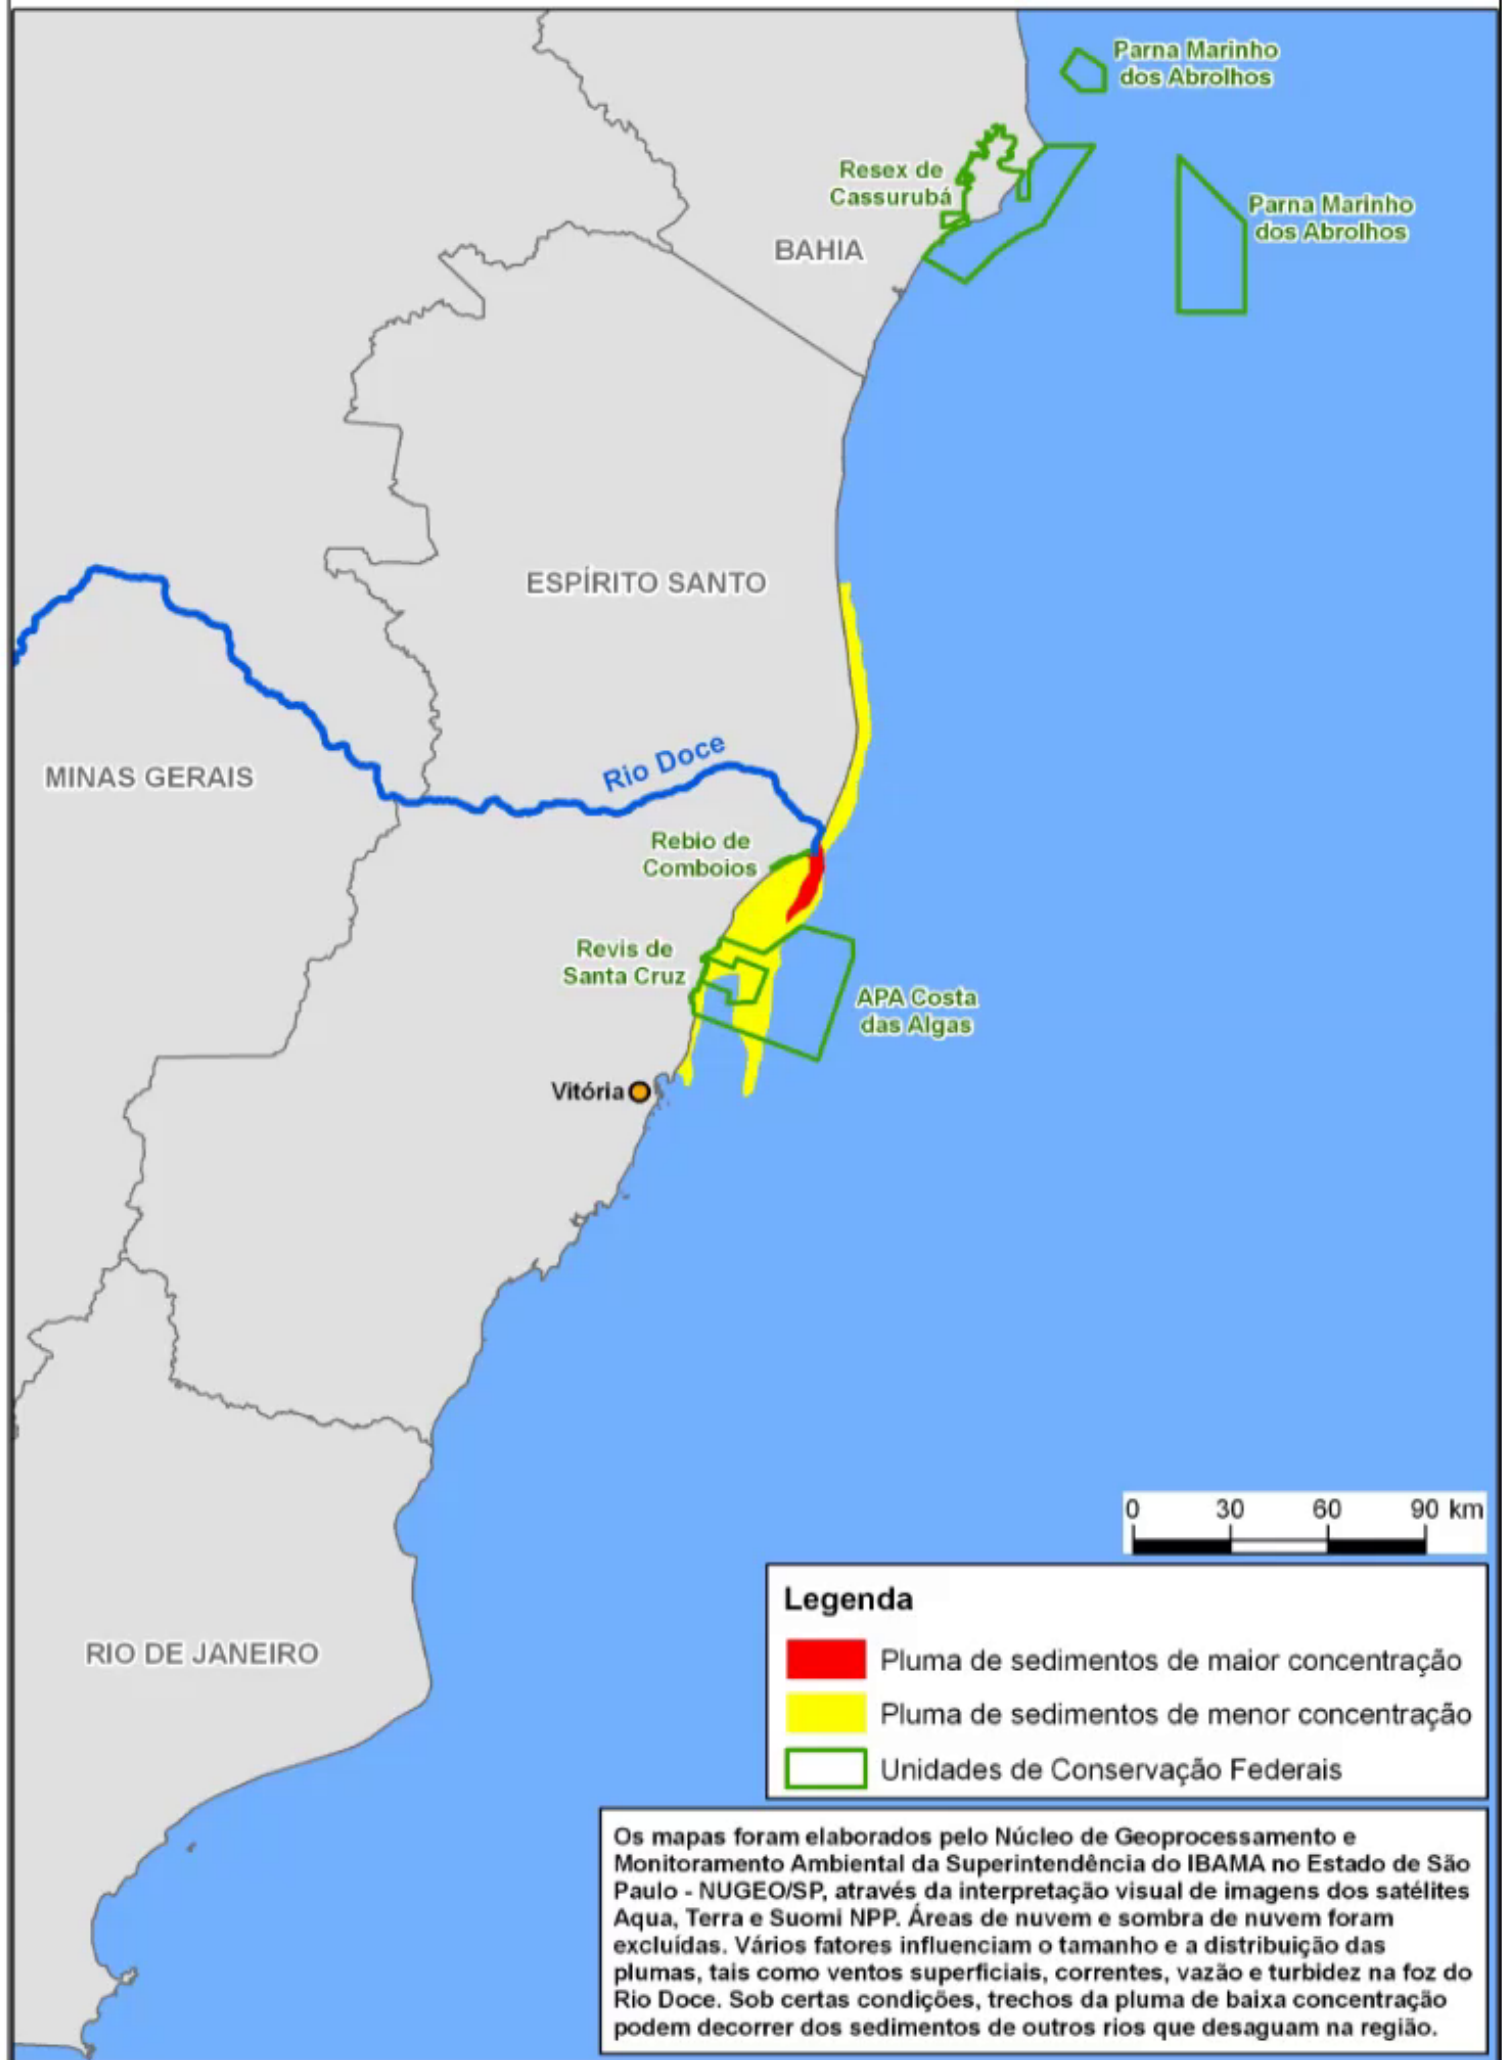 Parna Marinho
dos Abrolhos
Resex de
Cassurubá
Parna Marinho
dos Abrolhos
BAHIA
ESPÍRITO SANTO
MINAS GERAIS
Rio Doce
Rebio de
Comboios
Revis de
Santa Cruz
APA Costa
das Algas
Vitória
RIO DE JANEIRO
0 30 60 90 km
Legenda
Pluma de sedimentos de maior concentração
Pluma de sedimentos de menor concentração
Unidades de Conservação Federais
Os mapas foram elaborados pelo Núcleo de Geoprocessamento e
Monitoramento Ambiental da Superintendência do IBAMA no Estado de São
Paulo - NUGEO/SP, através da interpretação visual de imagens dos satélites
Aqua, Terra e Suomi NPP. Áreas de nuvem e sombra de nuvem foram
excluídas. Vários fatores influenciam o tamanho e a distribuição das
plumas, tais como ventos superficiais, correntes, vazão e turbidez na foz do
Rio Doce. Sob certas condições, trechos da pluma de baixa concentração
podem decorrer dos sedimentos de outros rios que desaguam na região.